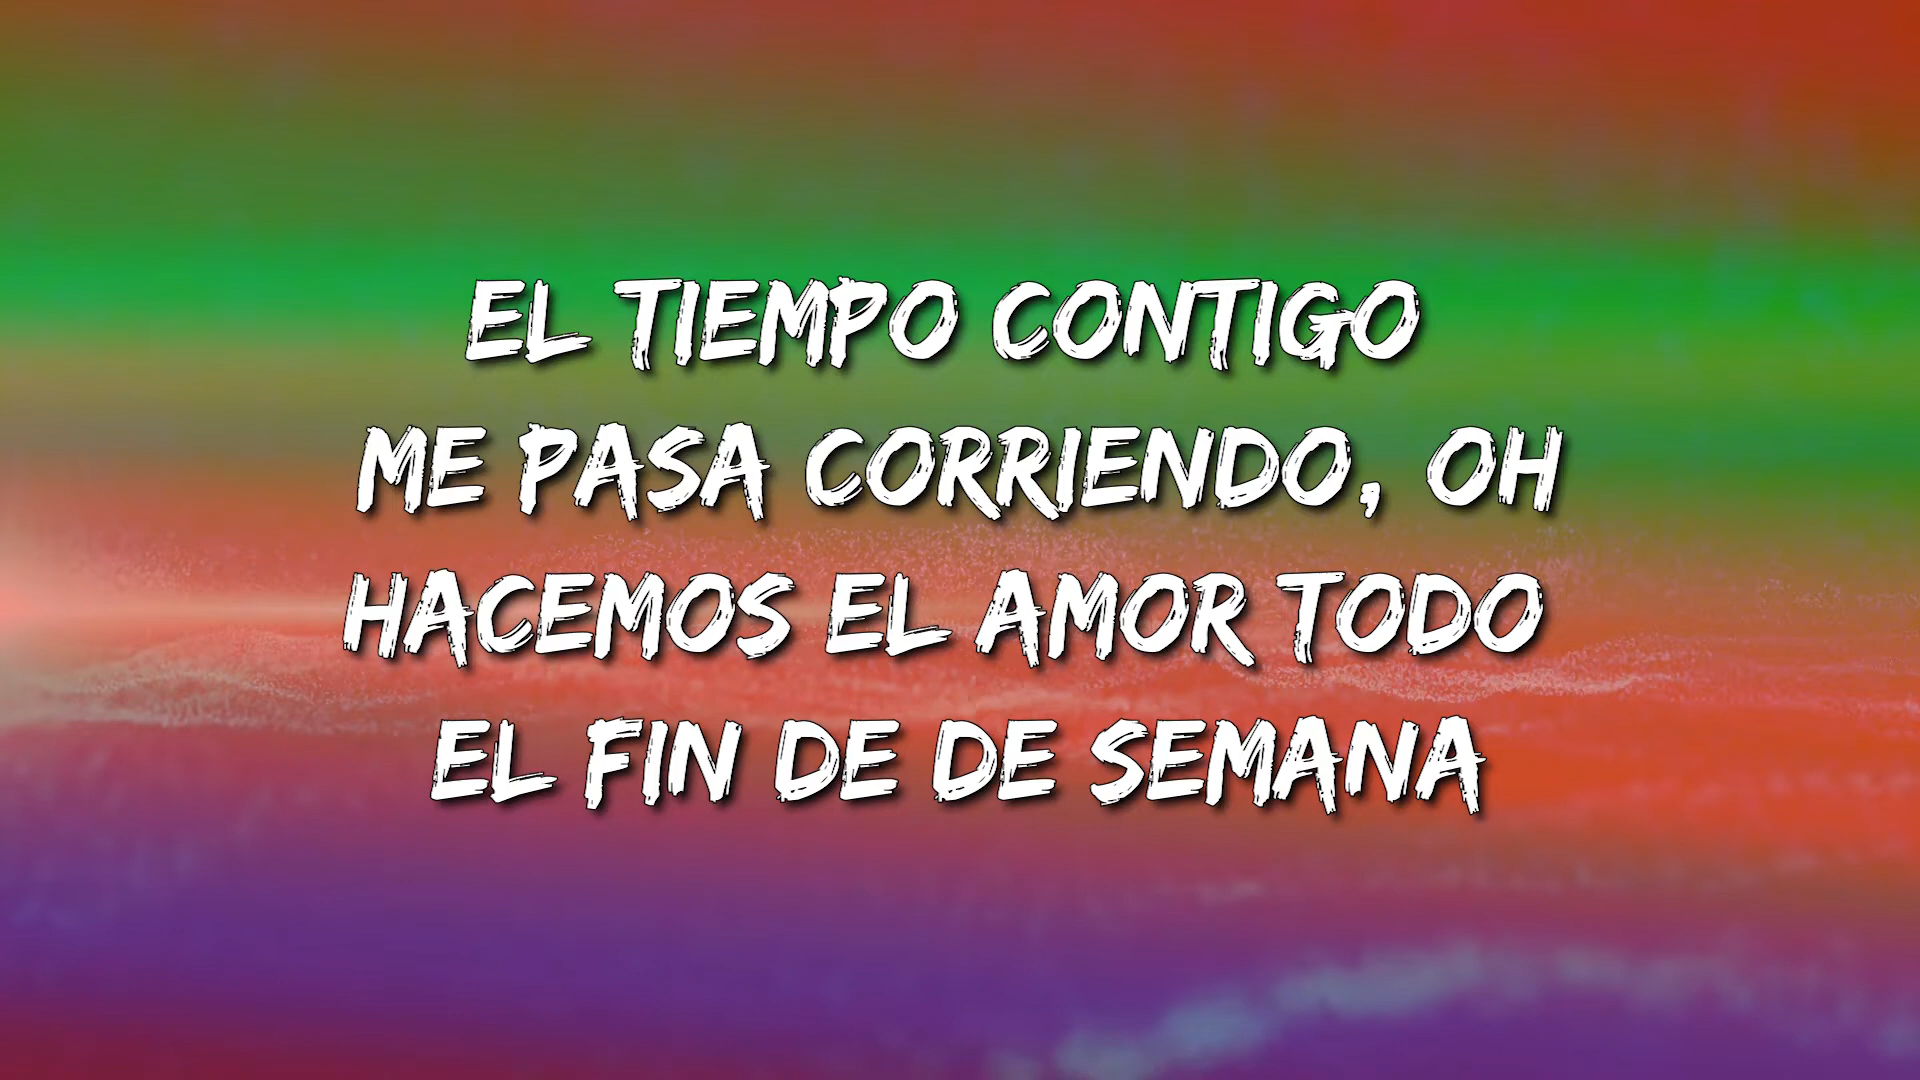 EL TIEMPO CONTIGO
ME PASA CORRIENDO, OH
HACEMOS EL AMOR TODO
EL FIN DE DE SEMANA